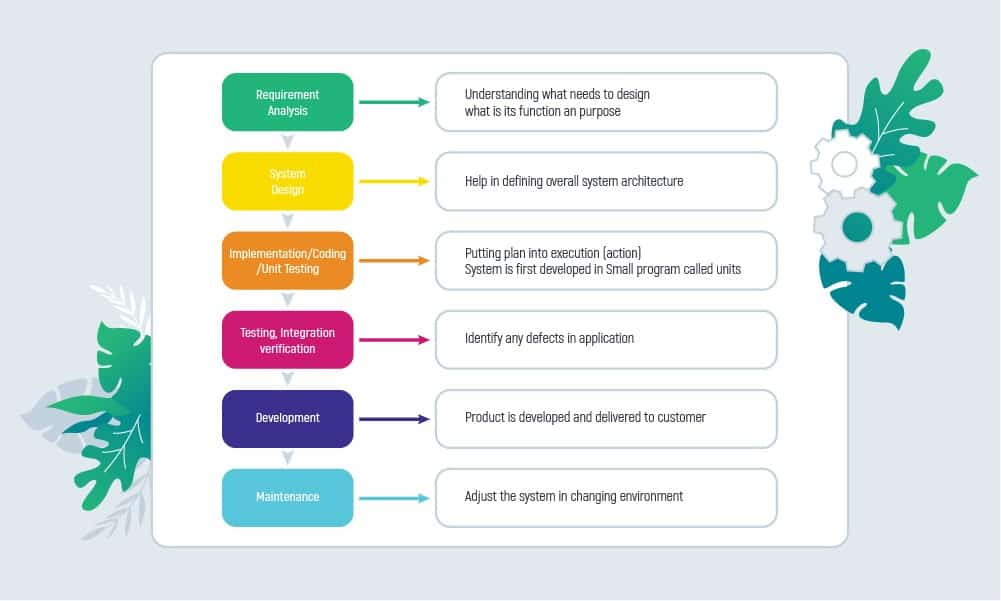 Requirement
Analysis
Understanding what needs to design
what is its function an purpose
System
Design
Help in defining overall system architecture
Implementation/Coding
/Unit Testing
Putting plan into execution (action)
System is first developed in Small program called units
Testing, Integration
verification
Identify any defects in application
Development
Product is developed and delivered to customer
Maintenance
Adjust the system in changing environment